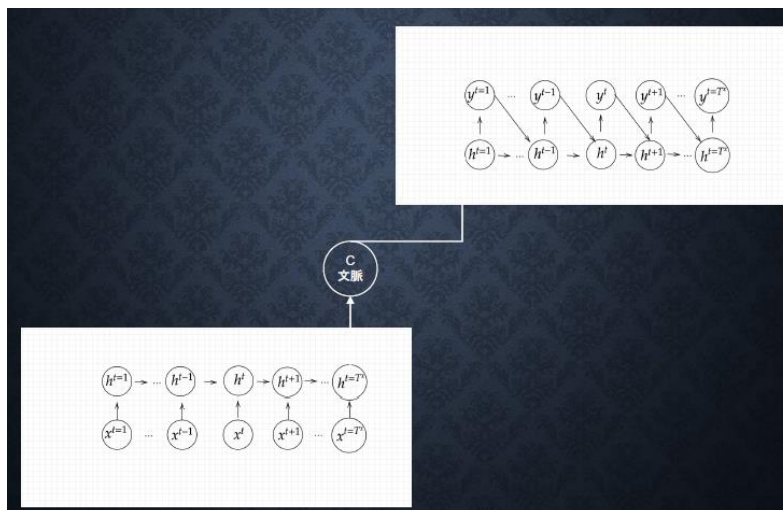 y^{t=1} ... y^{t-1} y^t y^{t+1} ... y^{t=T^x}
h^{t=1} ... h^{t-1} h^t h^{t+1} ... h^{t=T^x}
C
文脈
h^{t=1} ... h^{t-1} h^t h^{t+1} ... h^{t=T^x}
x^{t=1} ... x^{t-1} x^t x^{t+1} ... x^{t=T^x}